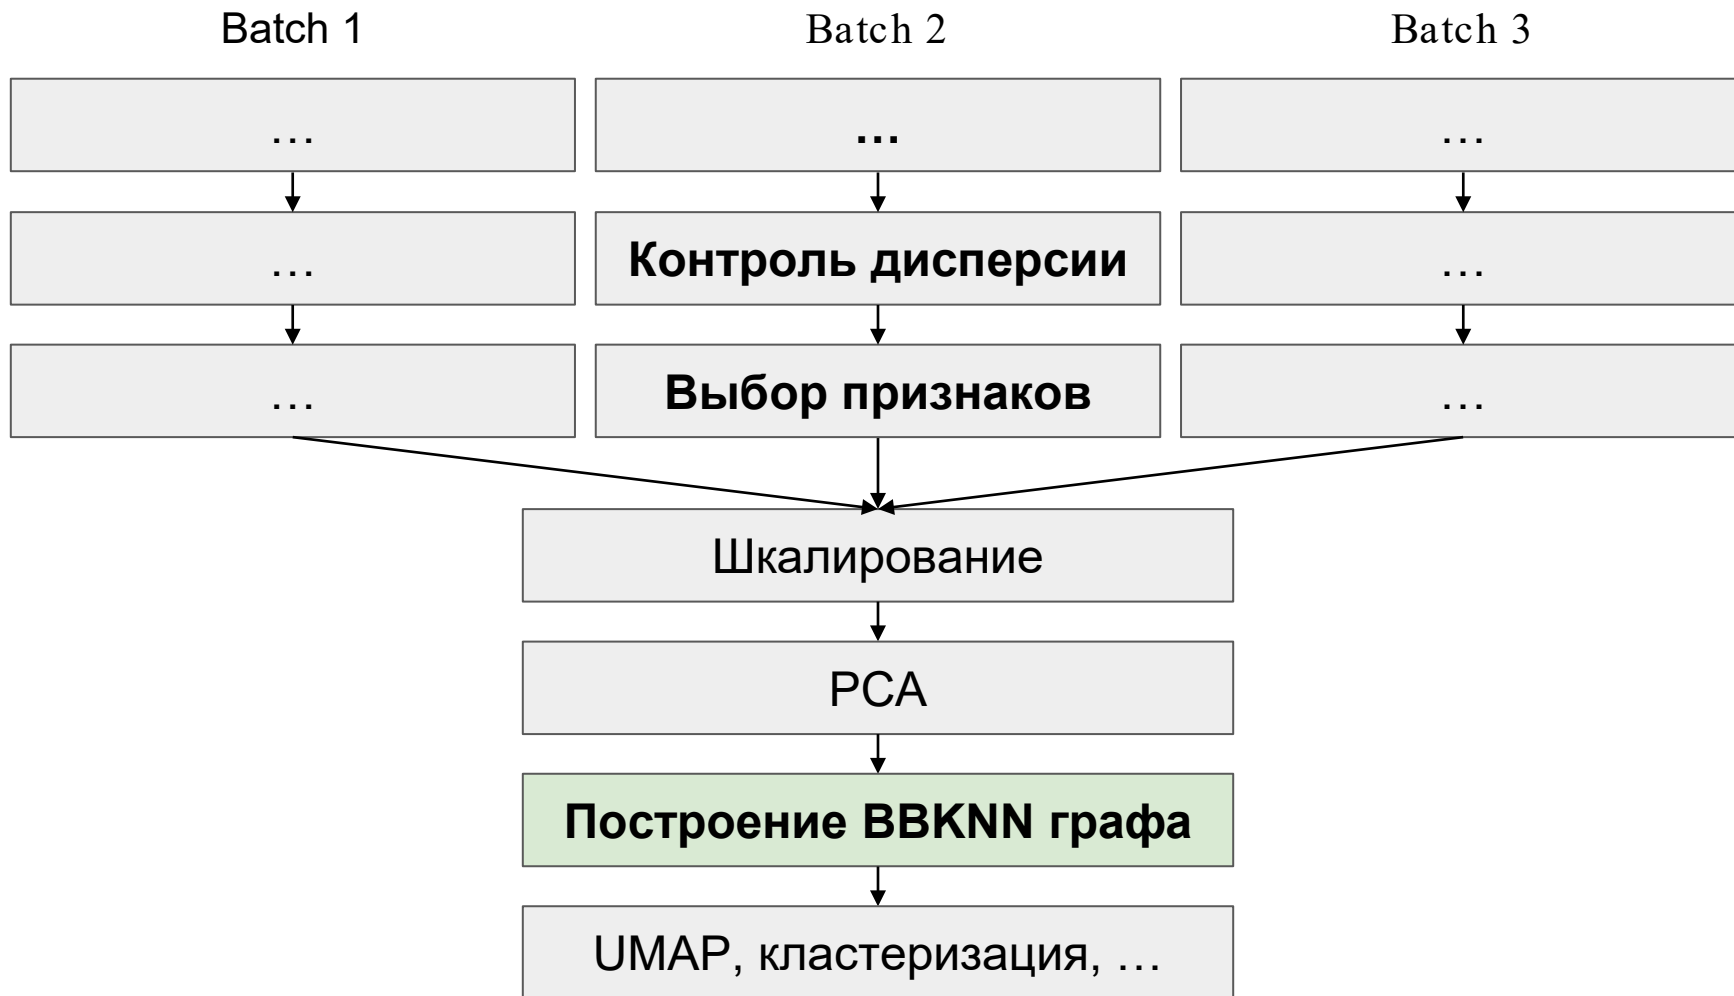 Batch 1 Batch 2 Batch 3
… … …
… Контроль дисперсии …
… Выбор признаков …
Шкалирование
PCA
Построение BBKNN графа
UMAP, кластеризация, …